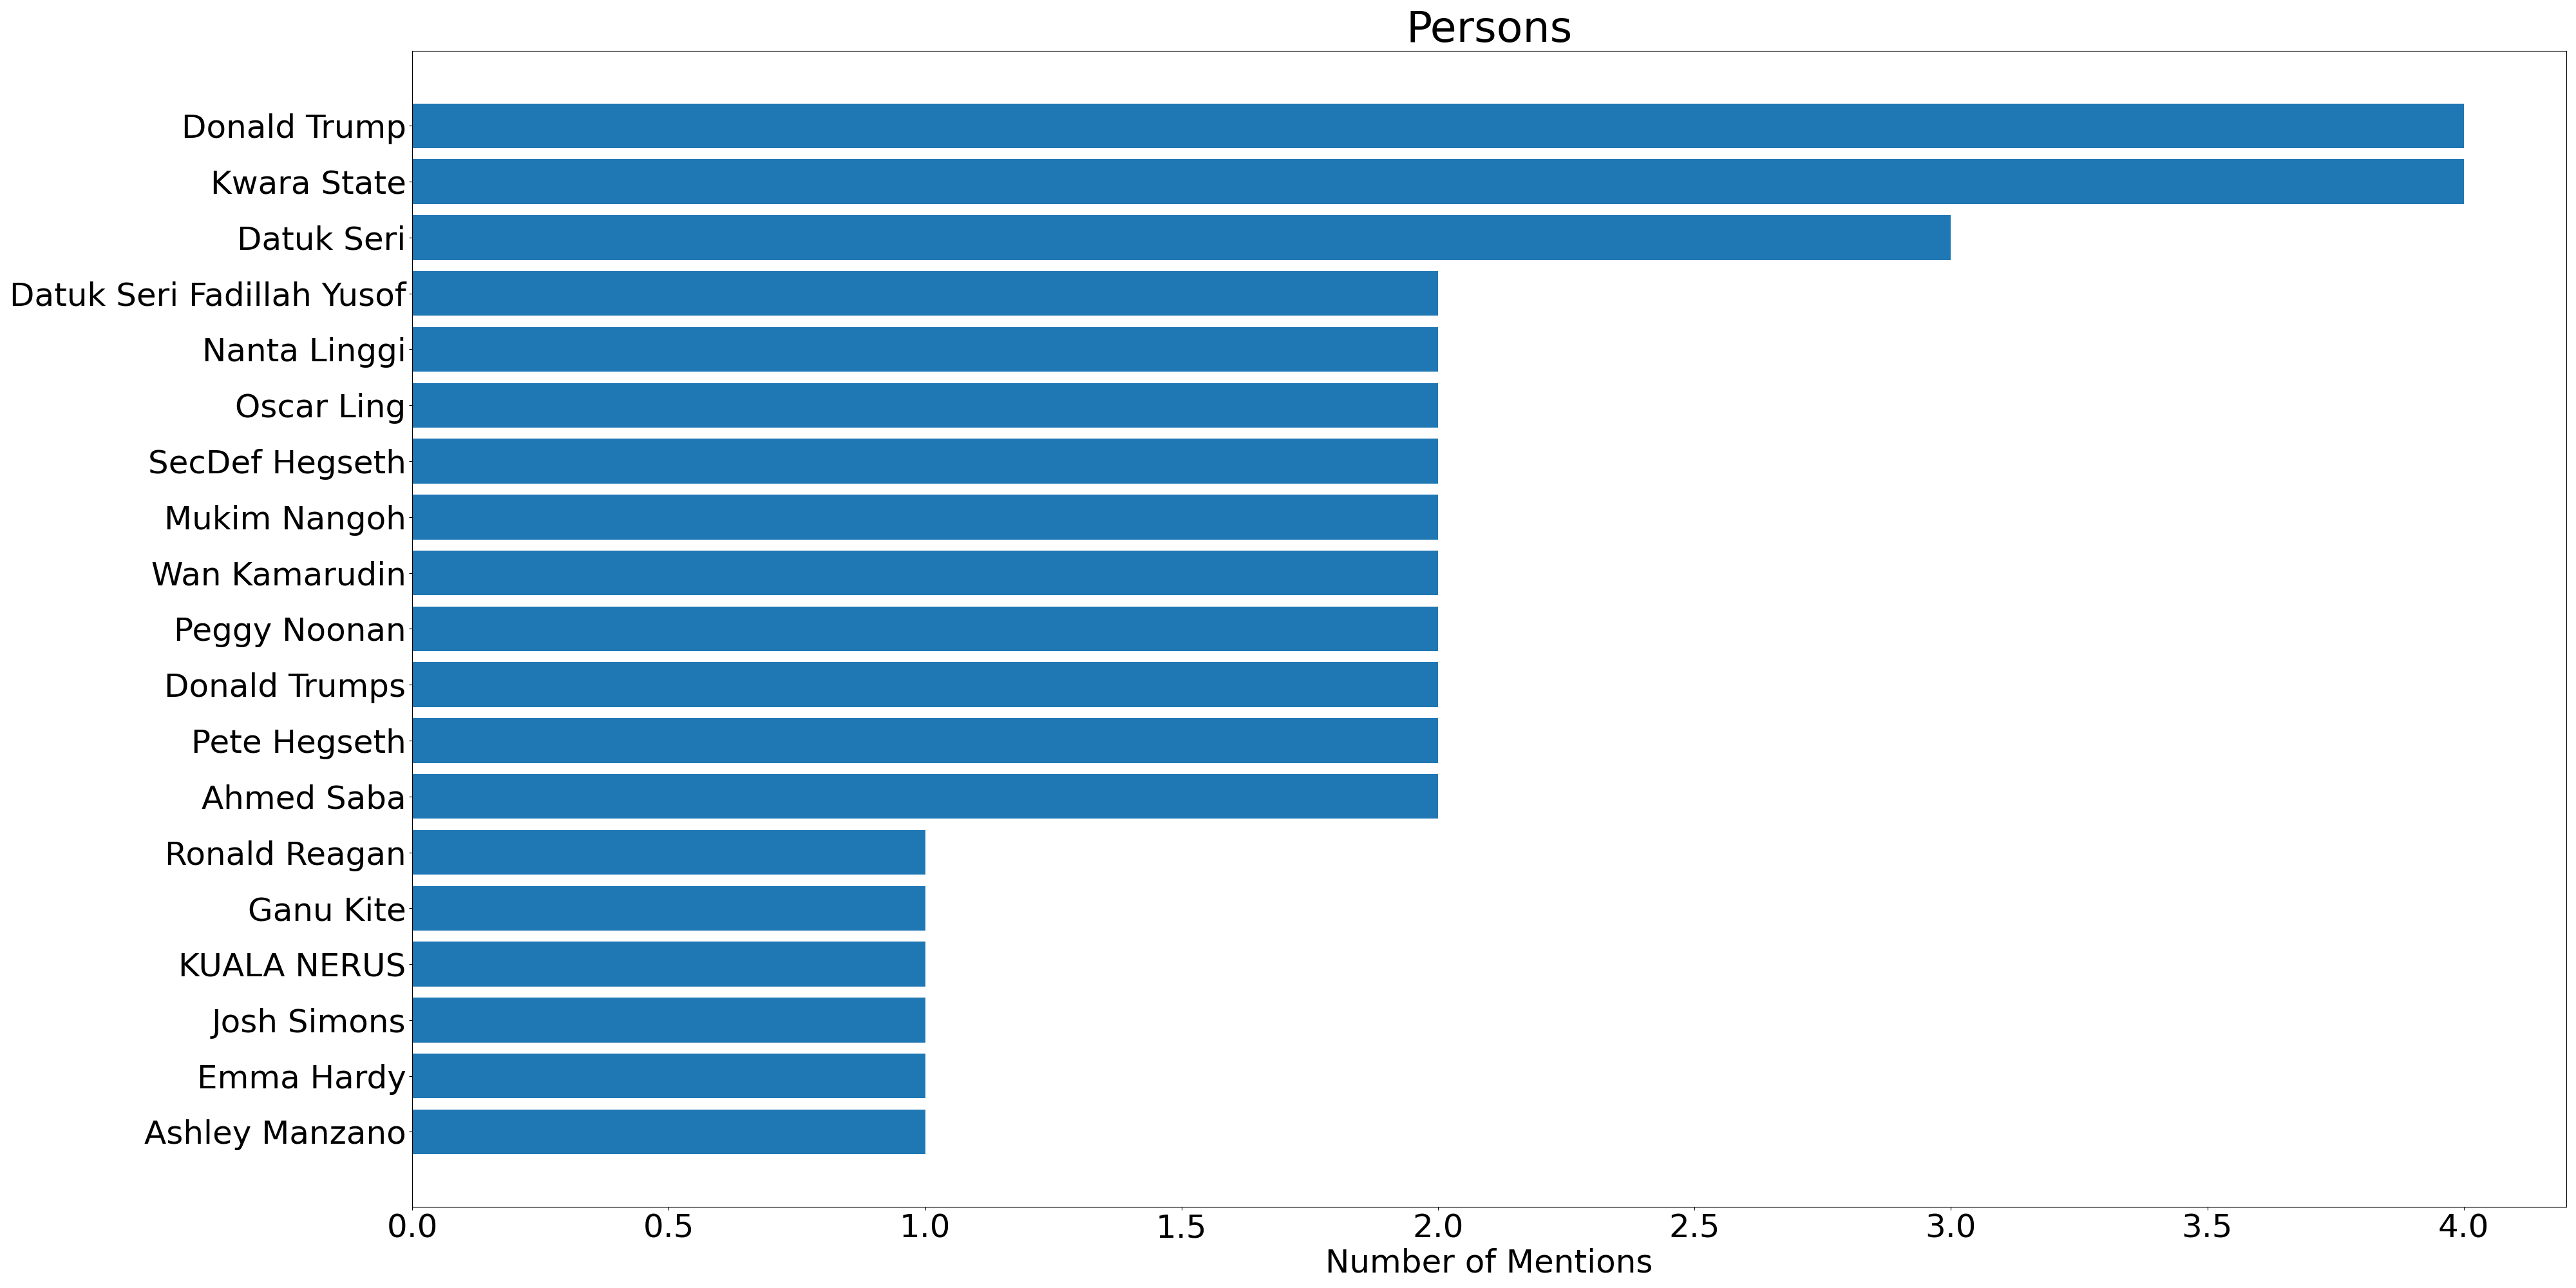 Persons
Donald Trump
Kwara State
Datuk Seri
Datuk Seri Fadillah Yusof
Nanta Linggi
Oscar Ling
SecDef Hegseth
Mukim Nangoh
Wan Kamarudin
Peggy Noonan
Donald Trumps
Pete Hegseth
Ahmed Saba
Ronald Reagan
Ganu Kite
KUALA NERUS
Josh Simons
Emma Hardy
Ashley Manzano
0.0 0.5 1.0 1.5 2.0 2.5 3.0 3.5 4.0
Number of Mentions